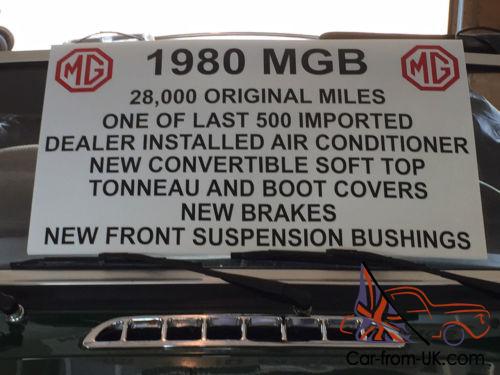 MG 1980 MGB MG
28,000 ORIGINAL MILES
ONE OF LAST 500 IMPORTED
DEALER INSTALLED AIR CONDITIONER
NEW CONVERTIBLE SOFT TOP
TONNEAU AND BOOT COVERS
NEW BRAKES
NEW FRONT SUSPENSION BUSHINGS
Car-from-UK.com